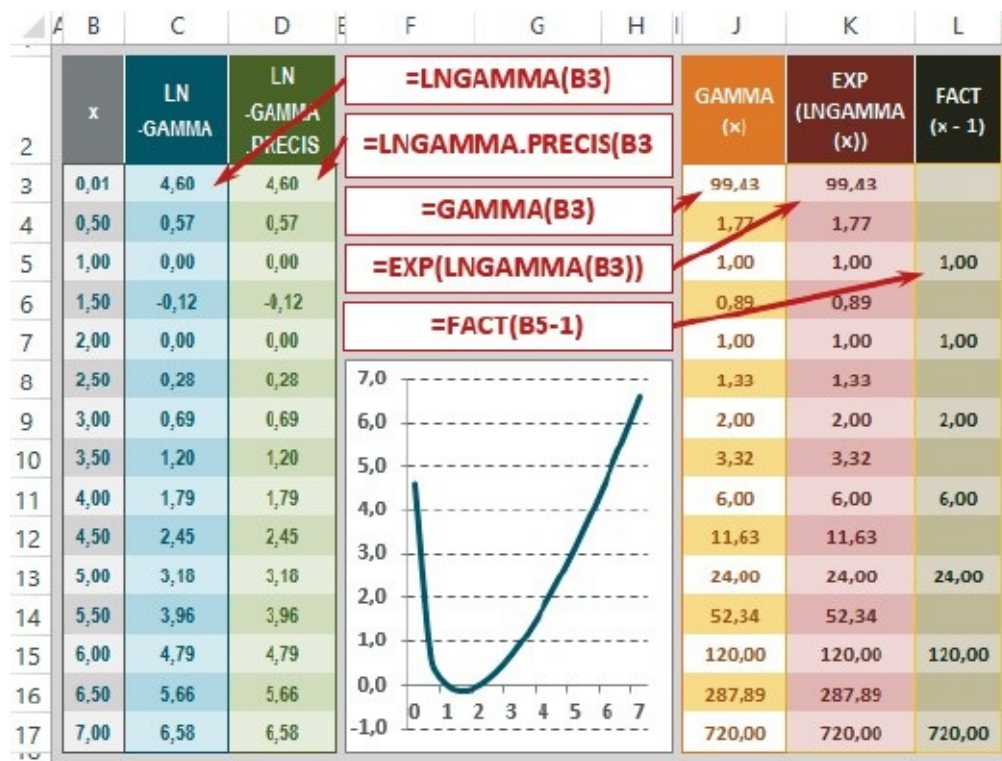 A B C D E F G H I J K L
2 x LN -GAMMA LN -GAMMA .PRECIS =LNGAMMA(B3) GAMMA (x) EXP (LNGAMMA (x)) FACT (x - 1)
=LNGAMMA.PRECIS(B3
3 0,01 4,60 4,60 =GAMMA(B3) 99,43 99,43
4 0,50 0,57 0,57 1,77 1,77
5 1,00 0,00 0,00 =EXP(LNGAMMA(B3)) 1,00 1,00 1,00
6 1,50 -0,12 -0,12 =FACT(B5-1) 0,89 0,89
7 2,00 0,00 0,00 1,00 1,00 1,00
8 2,50 0,28 0,28 7,0 1,33 1,33
9 3,00 0,69 0,69 6,0 2,00 2,00 2,00
10 3,50 1,20 1,20 5,0 3,32 3,32
11 4,00 1,79 1,79 4,0 6,00 6,00 6,00
12 4,50 2,45 2,45 3,0 11,63 11,63
13 5,00 3,18 3,18 24,00 24,00 24,00
14 5,50 3,96 3,96 2,0 52,34 52,34
15 6,00 4,79 4,79 1,0 120,00 120,00 120,00
16 6,50 5,66 5,66 0,0 287,89 287,89
0 1 2 3 4 5 6 7
17 7,00 6,58 6,58 -1,0 720,00 720,00 720,00